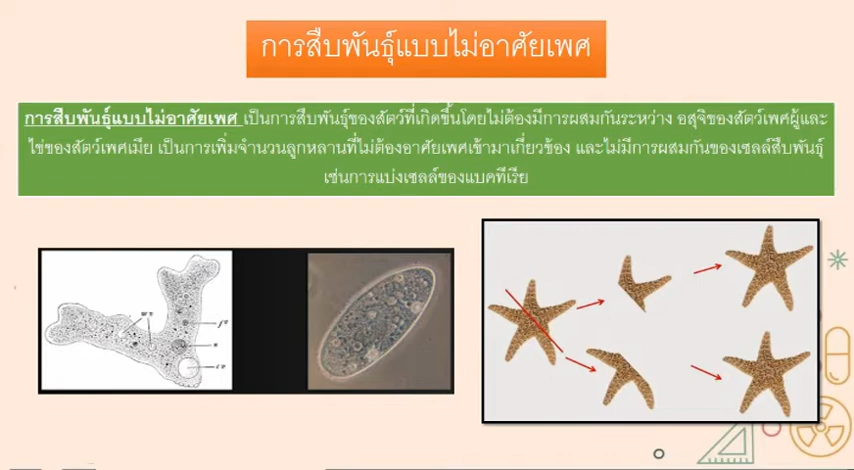 การสืบพันธุ์แบบไม่อาศัยเพศ
การสืบพันธุ์แบบไม่อาศัยเพศ เป็นการสืบพันธุ์ของสัตว์ที่เกิดขึ้นโดยไม่ต้องมีการผสมกันระหว่าง อสุจิของสัตว์เพศผู้และ
ไข่ของสัตว์เพศเมีย เป็นการเพิ่มจำนวนลูกหลานที่ไม่ต้องอาศัยเพศเข้ามาเกี่ยวข้อง และไม่มีการผสมกันของเซลล์สืบพันธุ์
เช่นการแบ่งเซลล์ของแบคทีเรีย